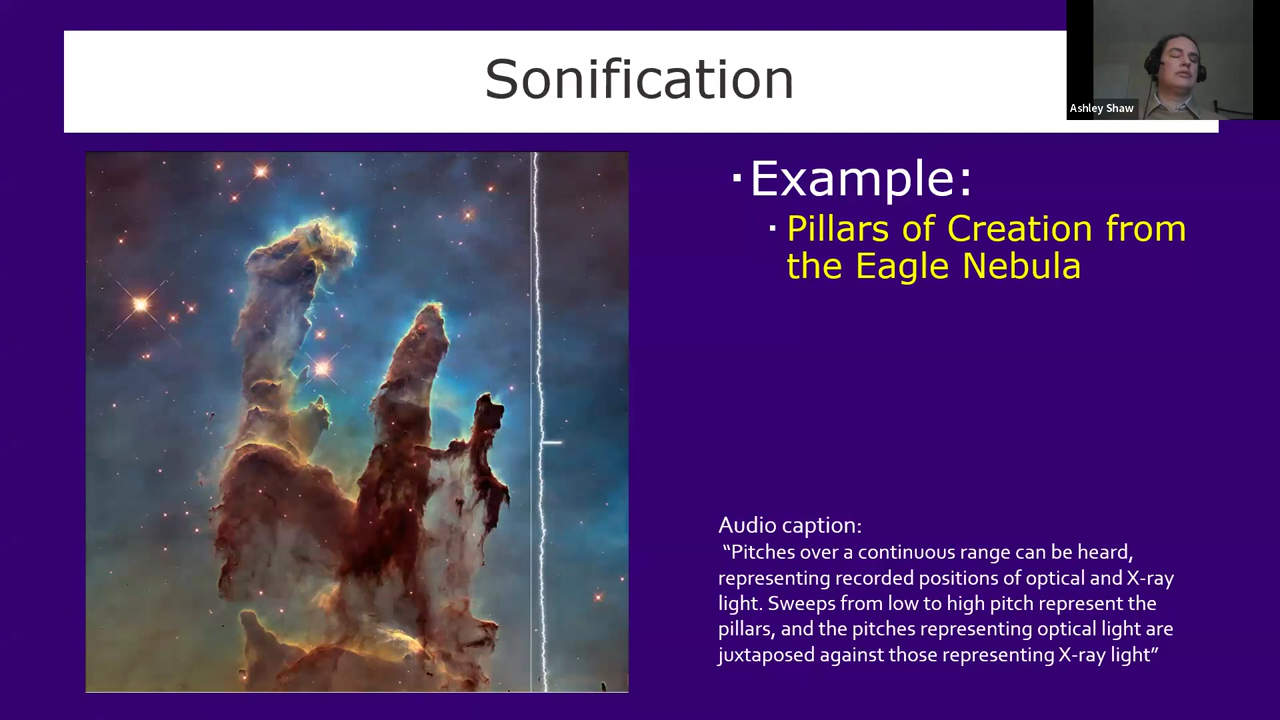 Sonification
Ashley Shaw
▪Example:
▪Pillars of Creation from
the Eagle Nebula
Audio caption:
“Pitches over a continuous range can be heard,
representing recorded positions of optical and X-ray
light. Sweeps from low to high pitch represent the
pillars, and the pitches representing optical light are
juxtaposed against those representing X-ray light”